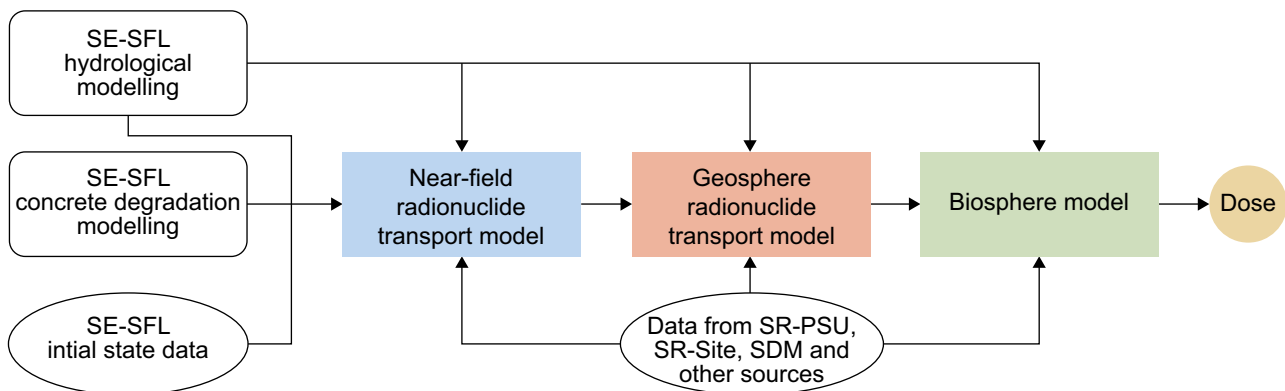 SE-SFL
hydrological
modelling
SE-SFL
concrete degradation
modelling
SE-SFL
intial state data
Near-field
radionuclide
transport model
Geosphere
radionuclide
transport model
Biosphere model
Dose
Data from SR-PSU,
SR-Site, SDM and
other sources